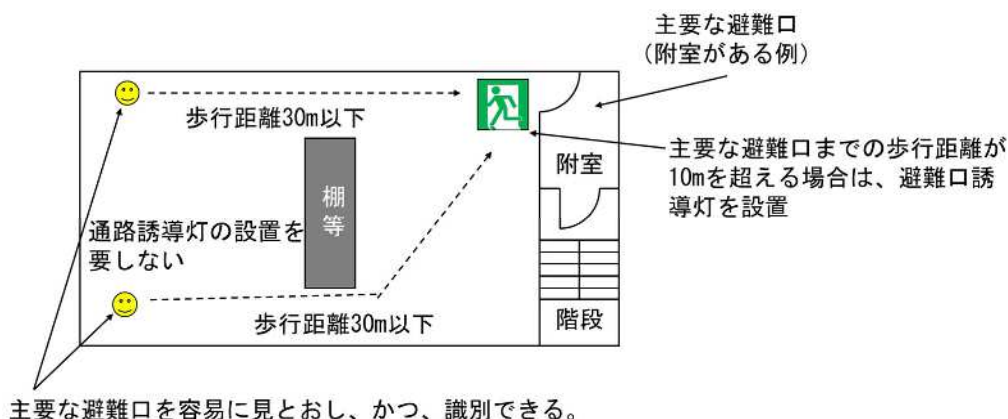 主要な避難口
（附室がある例）
歩行距離30m以下
主要な避難口までの歩行距離が
10mを超える場合は、避難口誘
導灯を設置
附室
棚等
通路誘導灯の設置を
要しない
歩行距離30m以下
階段
主要な避難口を容易に見とおし、かつ、識別できる。